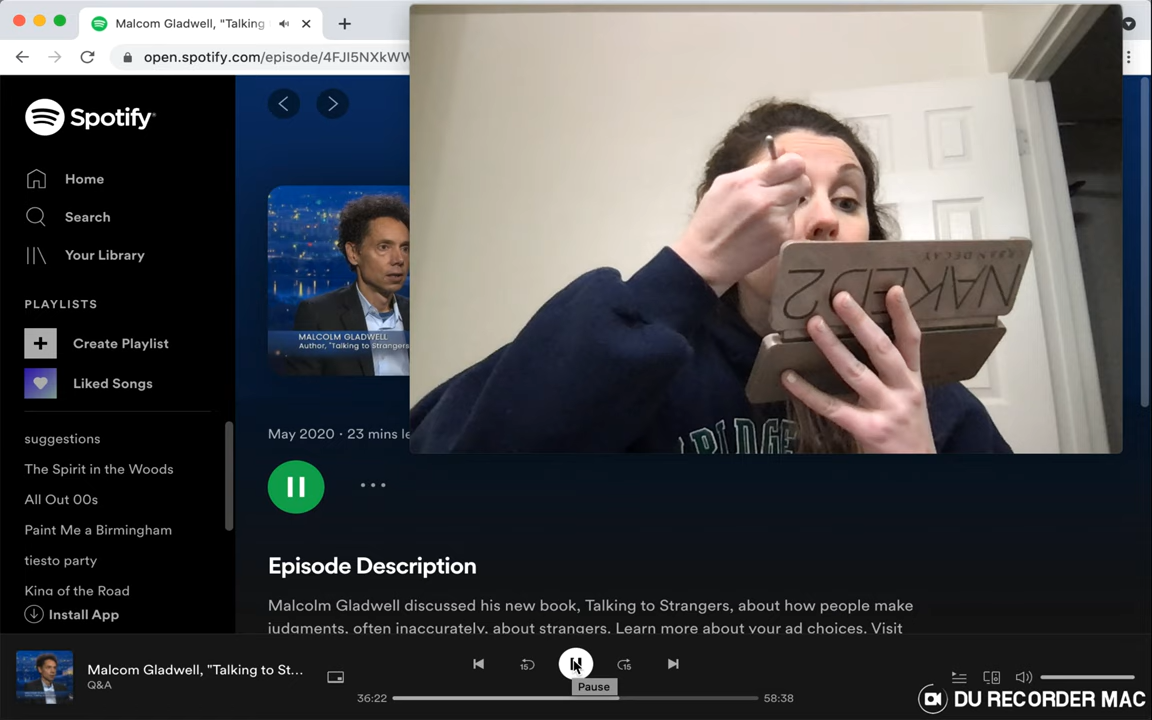 Malcom Gladwell, "Talking
open.spotify.com/episode/4FJI5NXkWW
Spotify
Home
Search
Your Library
PLAYLISTS
Create Playlist
Liked Songs
suggestions
The Spirit in the Woods
All Out 00s
Paint Me a Birmingham
tiesto party
King of the Road
Install App
MALCOLM GLADWELL
Author, "Talking to Strangers
URBAN DECAY
NAKED2
May 2020 · 23 mins le
Episode Description
Malcolm Gladwell discussed his new book, Talking to Strangers, about how people make
judgments, often inaccurately, about strangers. Learn more about your ad choices. Visit
Malcom Gladwell, "Talking to St...
Q&A
15
15
Pause
36:22
58:38
DU RECORDER MAC